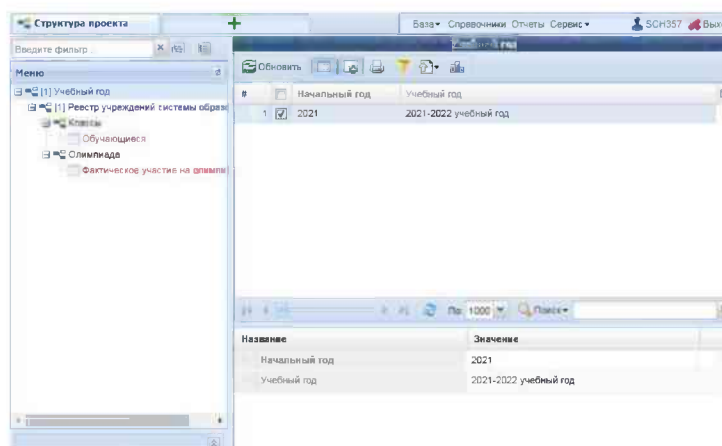 Структура проекта
База Справочники Отчеты Сервис SCH357 Вых
Введите фильтр...
Учебный год
Меню
Обновить
[1] Учебный год
[1] Реестр учреждений системы образо
Классы
Обучающиеся
Олимпиада
Фактическое участие на олимпи
# Начальный год Учебный год
1 2021 2021-2022 учебный год
По: 1000 Поиск
Название Значение
Начальный год 2021
Учебный год 2021-2022 учебный год